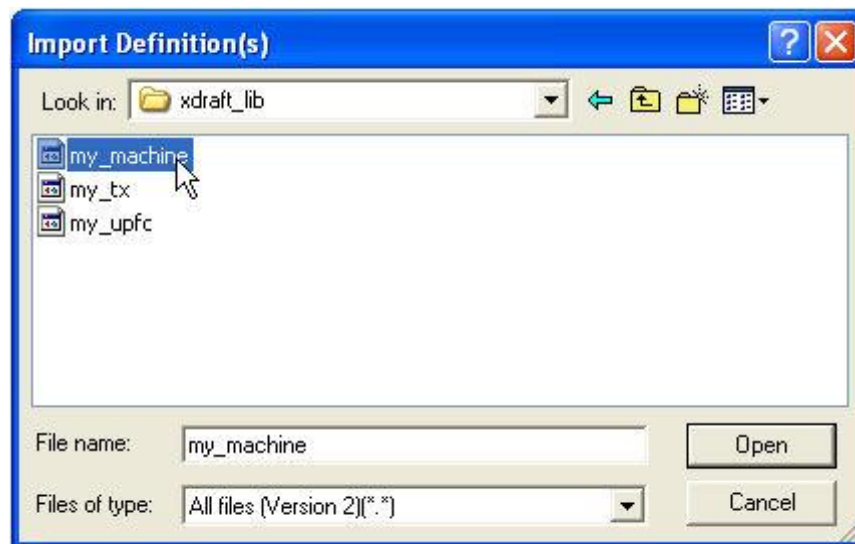 Import Definition(s)
Look in: xdraft_lib
my_machine
my_tx
my_upfc
File name: my_machine Open
Files of type: All files (Version 2)(*.*) Cancel